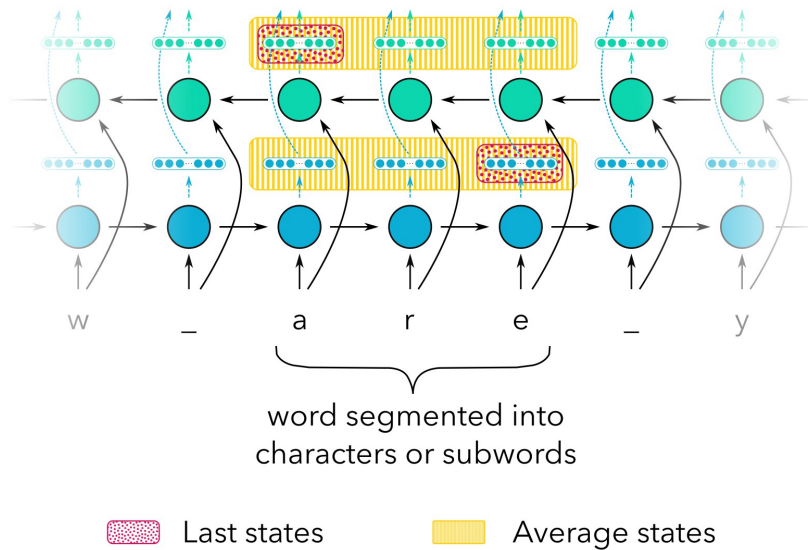 w _ a r e _ y
word segmented into
characters or subwords
Last states Average states